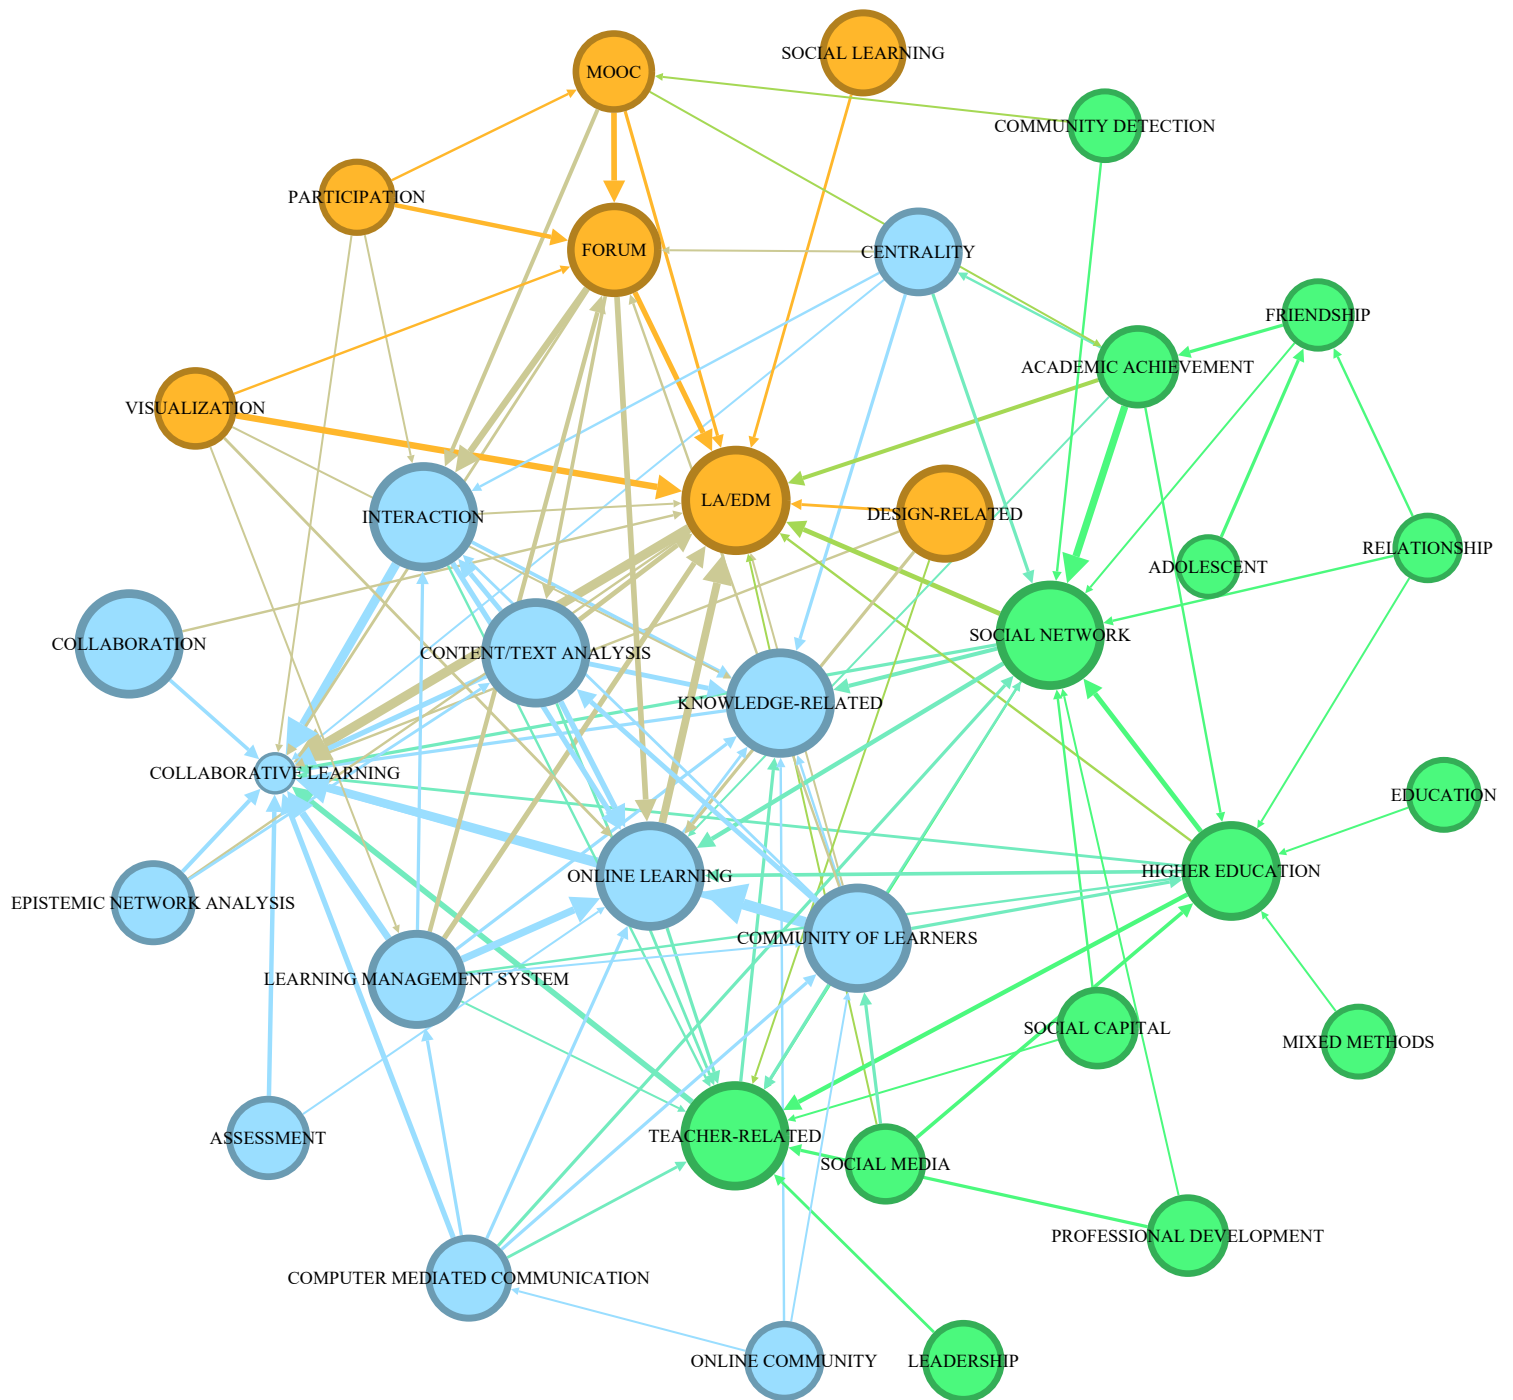 SOCIAL LEARNING
MOOC
COMMUNITY DETECTION
PARTICIPATION
FORUM
CENTRALITY
FRIENDSHIP
ACADEMIC ACHIEVEMENT
VISUALIZATION
LA/EDM
DESIGN-RELATED
INTERACTION
RELATIONSHIP
ADOLESCENT
SOCIAL NETWORK
COLLABORATION
CONTENT/TEXT ANALYSIS
KNOWLEDGE-RELATED
COLLABORATIVE LEARNING
EDUCATION
HIGHER EDUCATION
ONLINE LEARNING
EPISTEMIC NETWORK ANALYSIS
COMMUNITY OF LEARNERS
LEARNING MANAGEMENT SYSTEM
SOCIAL CAPITAL
MIXED METHODS
ASSESSMENT
TEACHER-RELATED
SOCIAL MEDIA
PROFESSIONAL DEVELOPMENT
COMPUTER MEDIATED COMMUNICATION
ONLINE COMMUNITY
LEADERSHIP